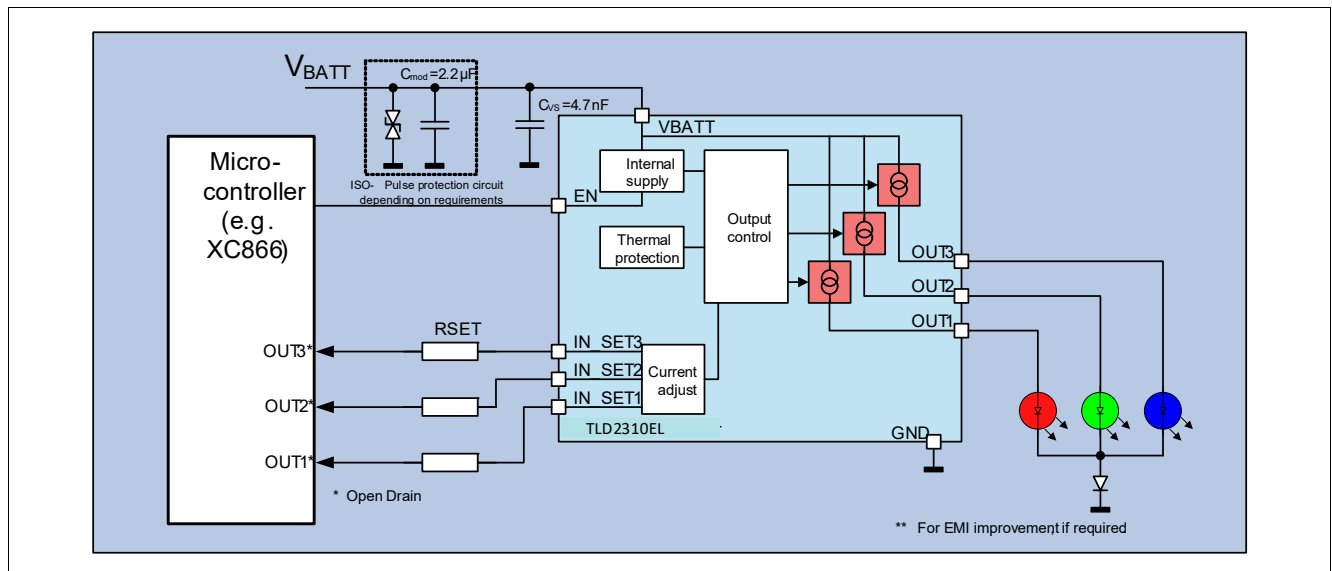 VBATT
Cmod=2.2µF
CVS=4.7nF
ISO- Pulse protection circuit
depending on requirements
Micro-
controller
(e.g.
XC866)
EN
VBATT
Internal
supply
Thermal
protection
Output
control
OUT3
OUT2
OUT1
RSET
OUT3*
OUT2*
OUT1*
IN_SET3
IN_SET2
IN_SET1
Current
adjust
TLD2310EL
GND
* Open Drain
** For EMI improvement if required